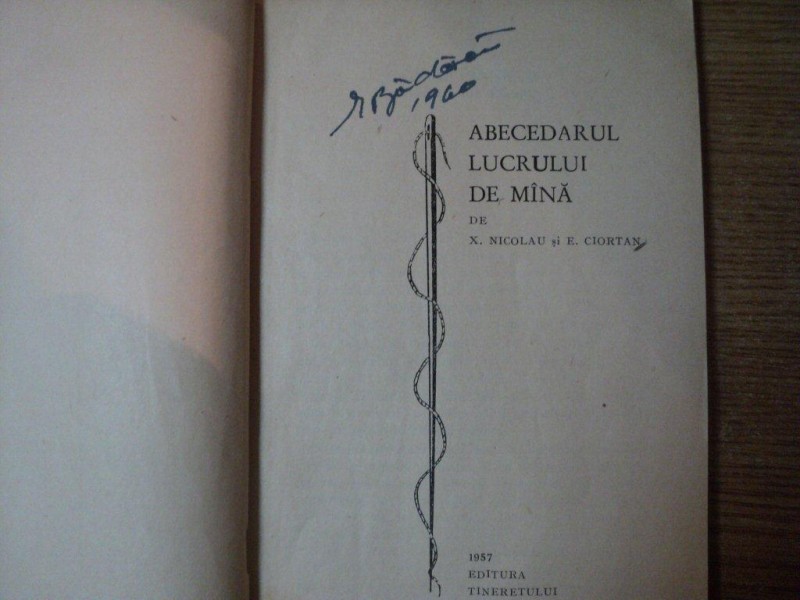 1960
ABECEDARUL
LUCRULUI
DE MÎNĂ
DE
X. NICOLAU și E. CIORTAN
1957
EDITURA
TINERETULUI